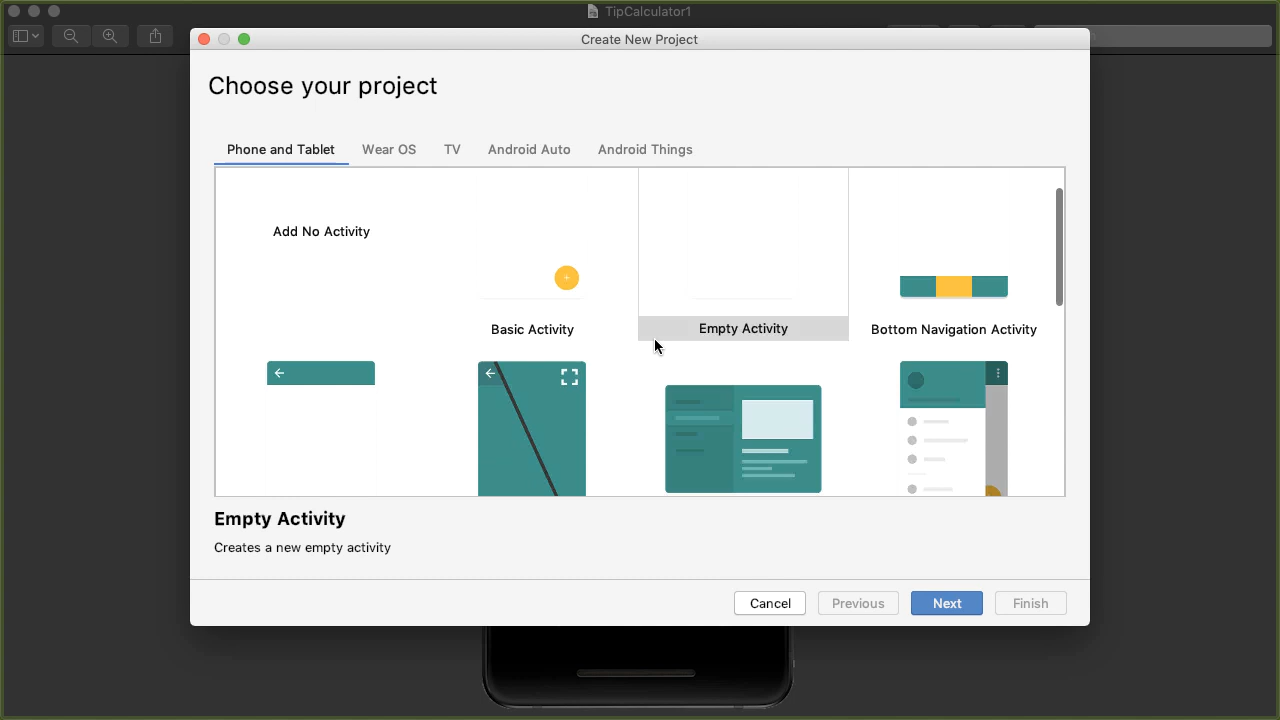 TipCalculator1
Create New Project
Choose your project
Phone and Tablet
Wear OS
TV
Android Auto
Android Things
Add No Activity
Basic Activity
Empty Activity
Bottom Navigation Activity
Empty Activity
Creates a new empty activity
Cancel
Previous
Next
Finish